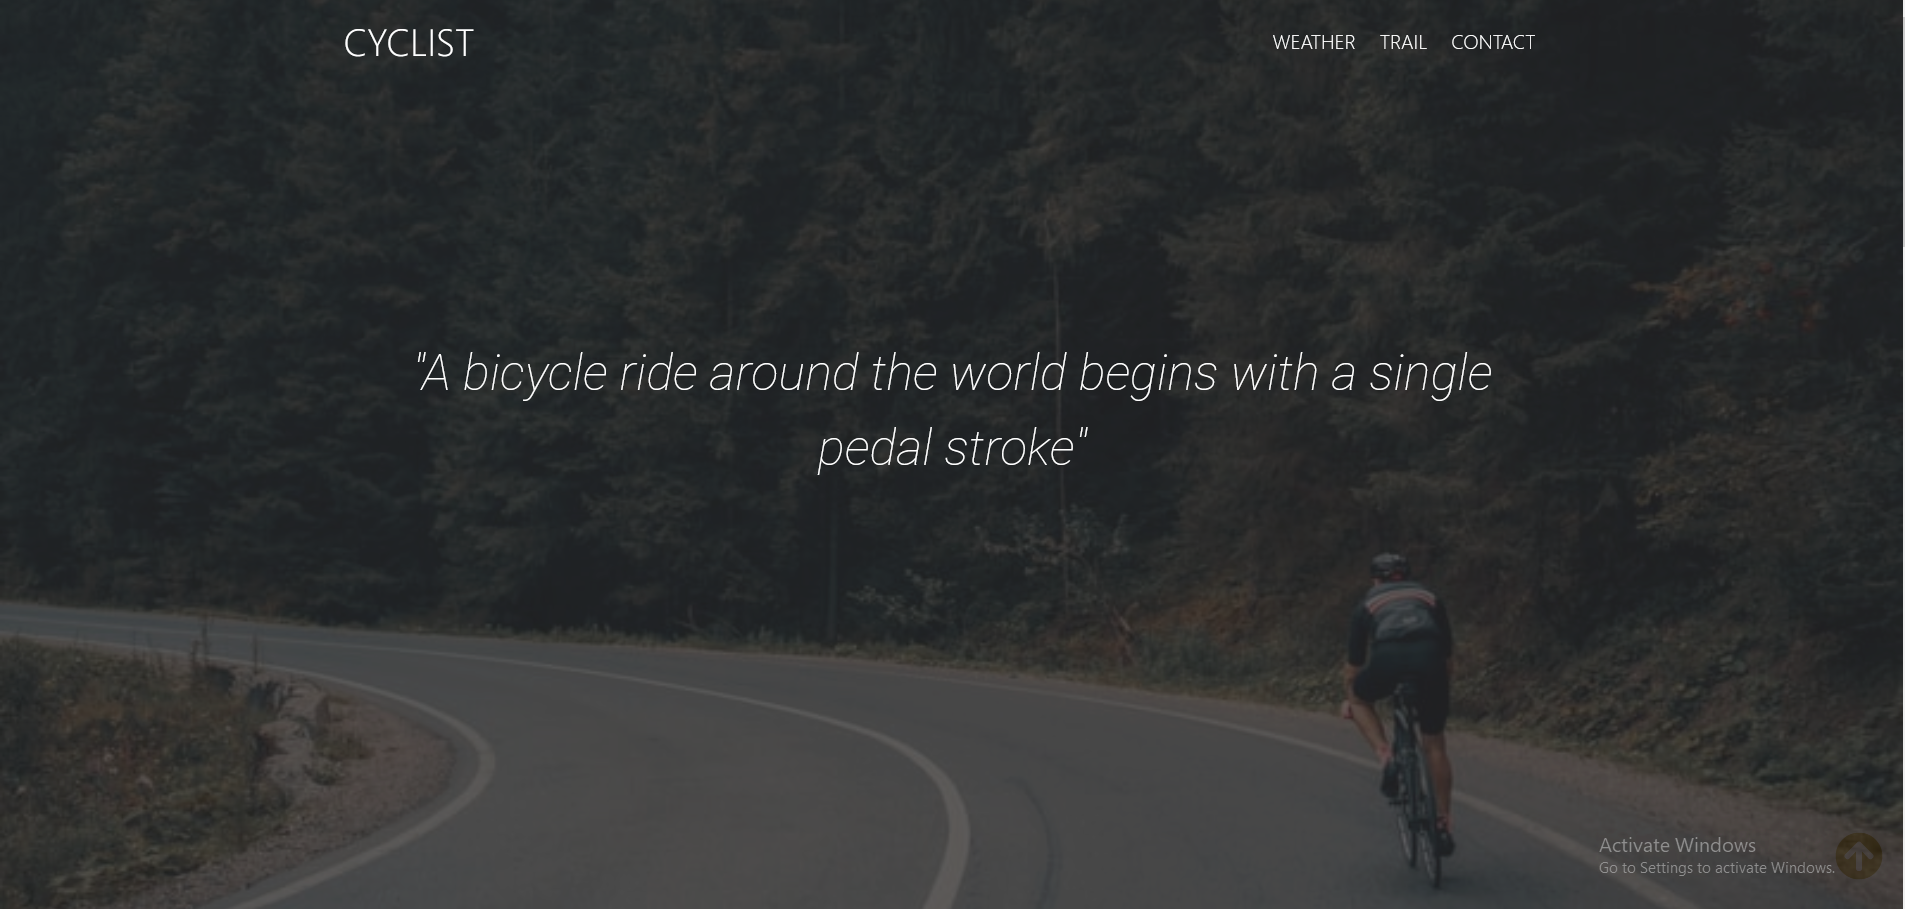 CYCLIST
WEATHER TRAIL CONTACT
"A bicycle ride around the world begins with a single
pedal stroke"
Activate Windows
Go to Settings to activate Windows.